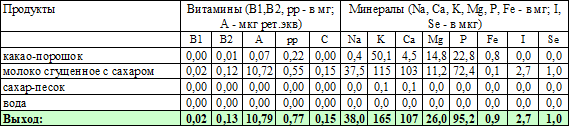 Продукты Витамины (B1,B2, pp - в мг; А - мкг рет.экв) Минералы (Na, Ca, K, Mg, P, Fe - в мг; I, Se - в мкг)
B1 B2 A pp C Na K Ca Mg P Fe I Se
какао-порошок 0,00 0,01 0,07 0,22 0,00 0,4 50,1 4,5 14,8 22,8 0,8 0,0 0,0
молоко сгущенное с сахаром 0,02 0,12 10,72 0,55 0,15 37,5 115 103 11,2 72,4 0,1 2,7 1,0
сахар-песок 0,00 0,00 0,00 0,00 0,00 0,0 0,1 0,1 0,0 0,0 0,0 0,0 0,0
вода 0,00 0,00 0,00 0,00 0,00 0,0 0,0 0,0 0,0 0,0 0,0 0,0 0,0
Выход: 0,02 0,13 10,79 0,77 0,15 38,0 165 107 26,0 95,2 0,9 2,7 1,0